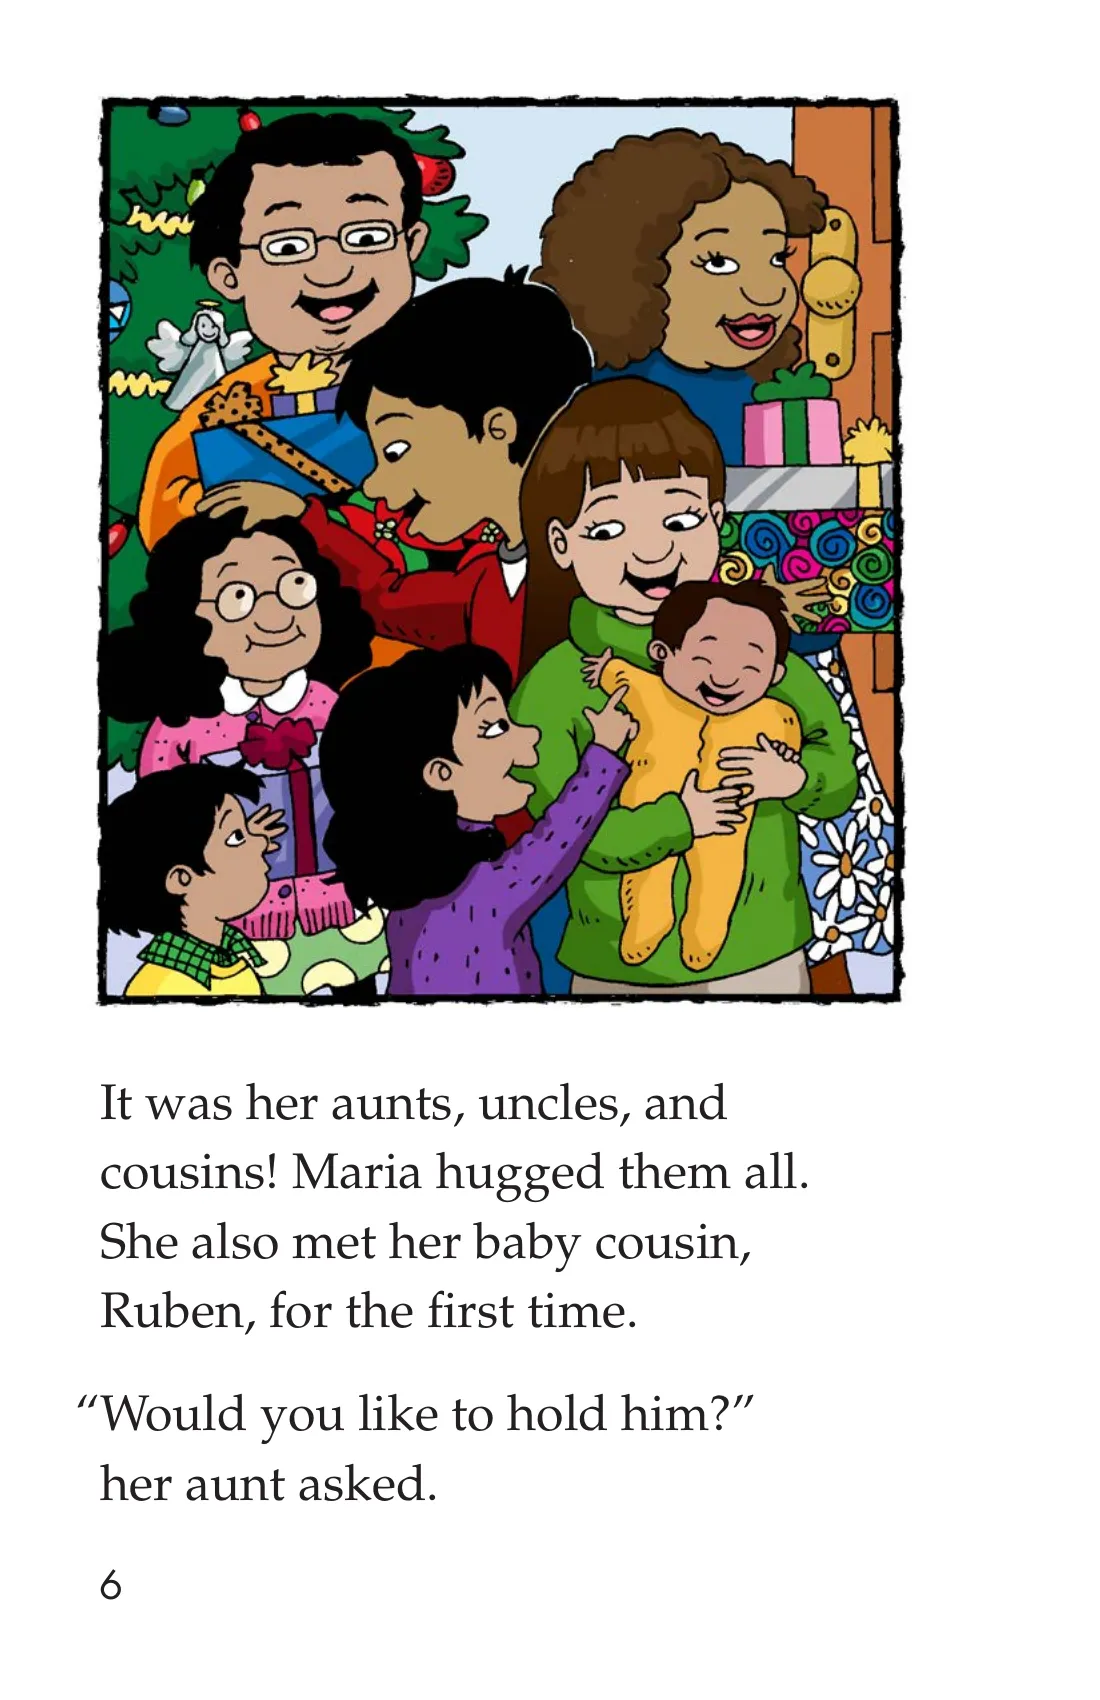 It was her aunts, uncles, and
cousins! Maria hugged them all.
She also met her baby cousin,
Ruben, for the first time.
“Would you like to hold him?”
her aunt asked.
6